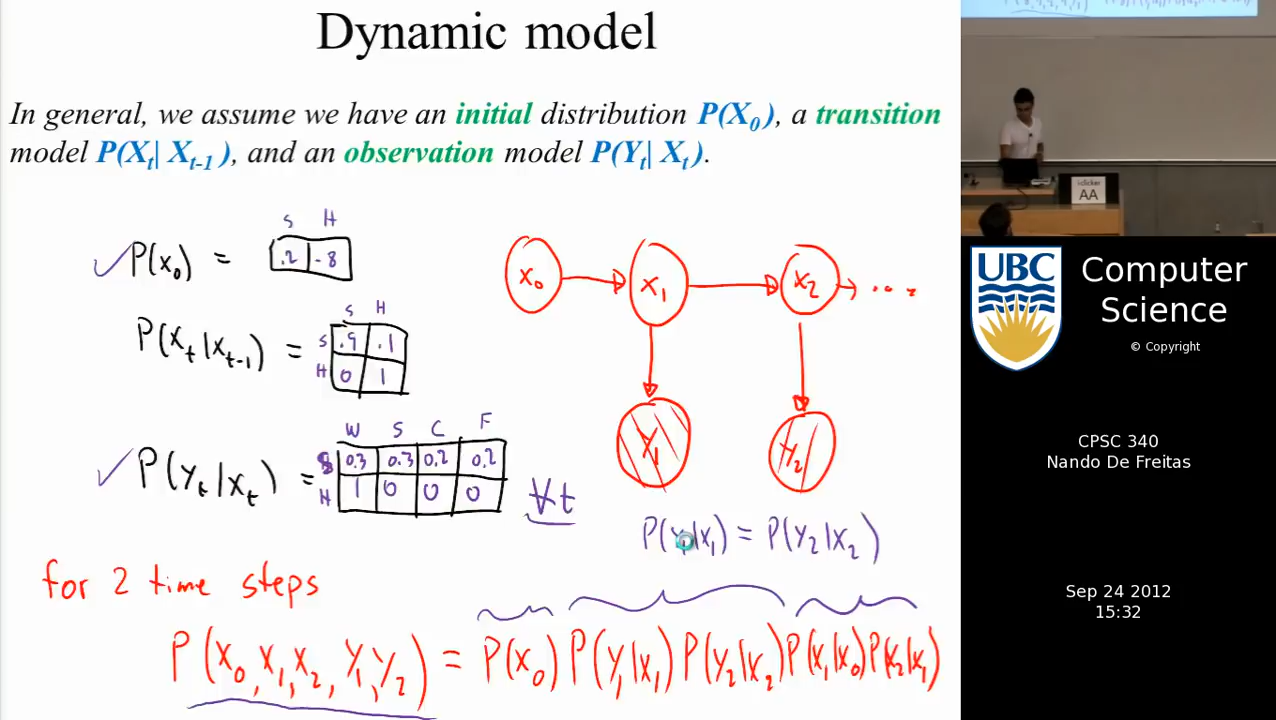 Dynamic model
In general, we assume we have an initial distribution P(X0), a transition
model P(Xt| Xt-1), and an observation model P(Yt| Xt).
S H
P(x0) = .2 .8
S H
P(xt|xt-1) = S .9 .1
H 0 1
W S C F
P(yt|xt) = S 0.3 0.3 0.2 0.2
H 1 0 0 0
∀t
x0 x1 x2 ...
Y1 Y2
P(y1|x1) = P(y2|x2)
for 2 time steps
P(x0, x1, x2, y1, y2) = P(x0) P(y1|x1) P(y2|x2) P(x1|x0) P(x2|x1)
i clicker
AA
UBC
Computer
Science
© Copyright
CPSC 340
Nando De Freitas
Sep 24 2012
15:32